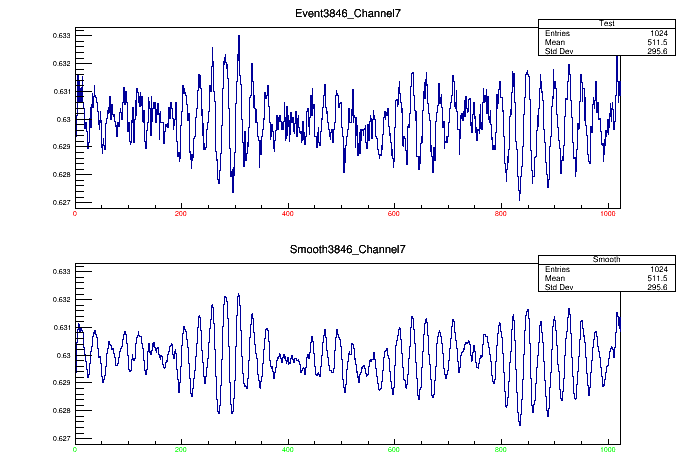 Event3846_Channel7
Test
Entries 1024
Mean 511.5
Std Dev 295.6
0.633
0.632
0.631
0.63
0.629
0.628
0.627
0 200 400 600 800 1000
Smooth3846_Channel7
Smooth
Entries 1024
Mean 511.5
Std Dev 295.6
0.633
0.632
0.631
0.63
0.629
0.628
0.627
0 200 400 600 800 1000